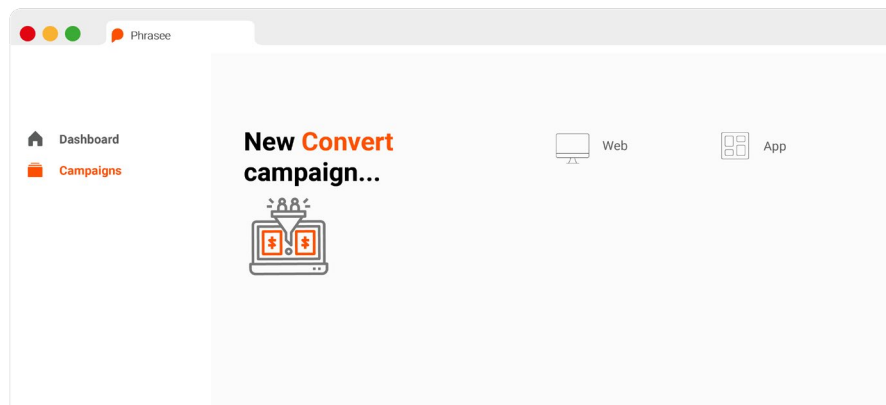 Phrasee
Dashboard
Campaigns
New Convert
campaign...
Web
App